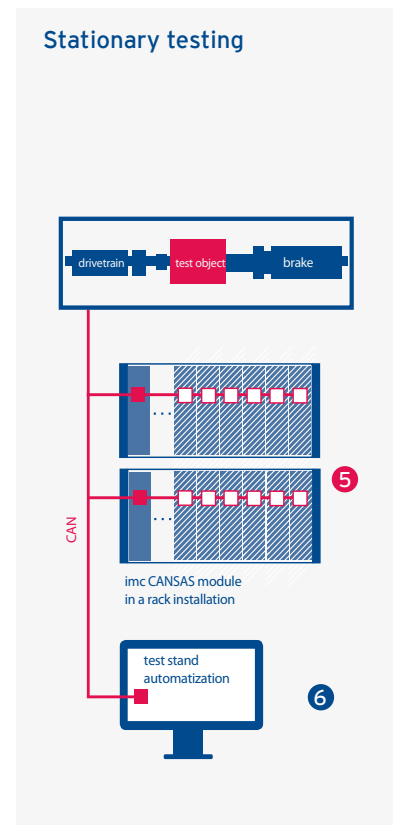 Stationary testing
drivetrain
test object
brake
...
...
5
CAN
imc CANSAS module
in a rack installation
test stand
automatization
6